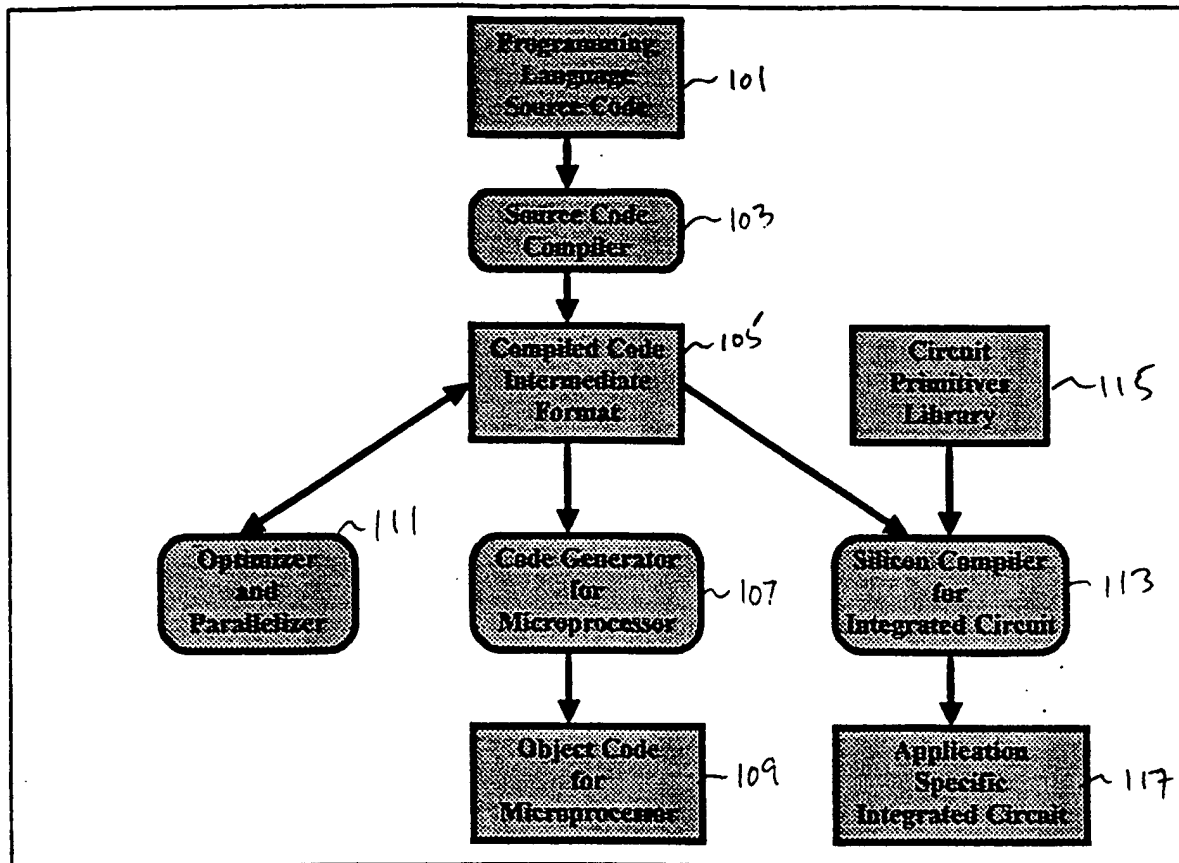 Programming
Language
Source Code
101
Source Code
Compiler
103
Compiled Code
Intermediate
Format
105
Circuit
Primitives
Library
115
Optimizer
and
Parallelizer
111
Code Generator
for
Microprocessor
107
Silicon Compiler
for
Integrated Circuit
113
Object Code
for
Microprocessor
109
Application
Specific
Integrated Circuit
117